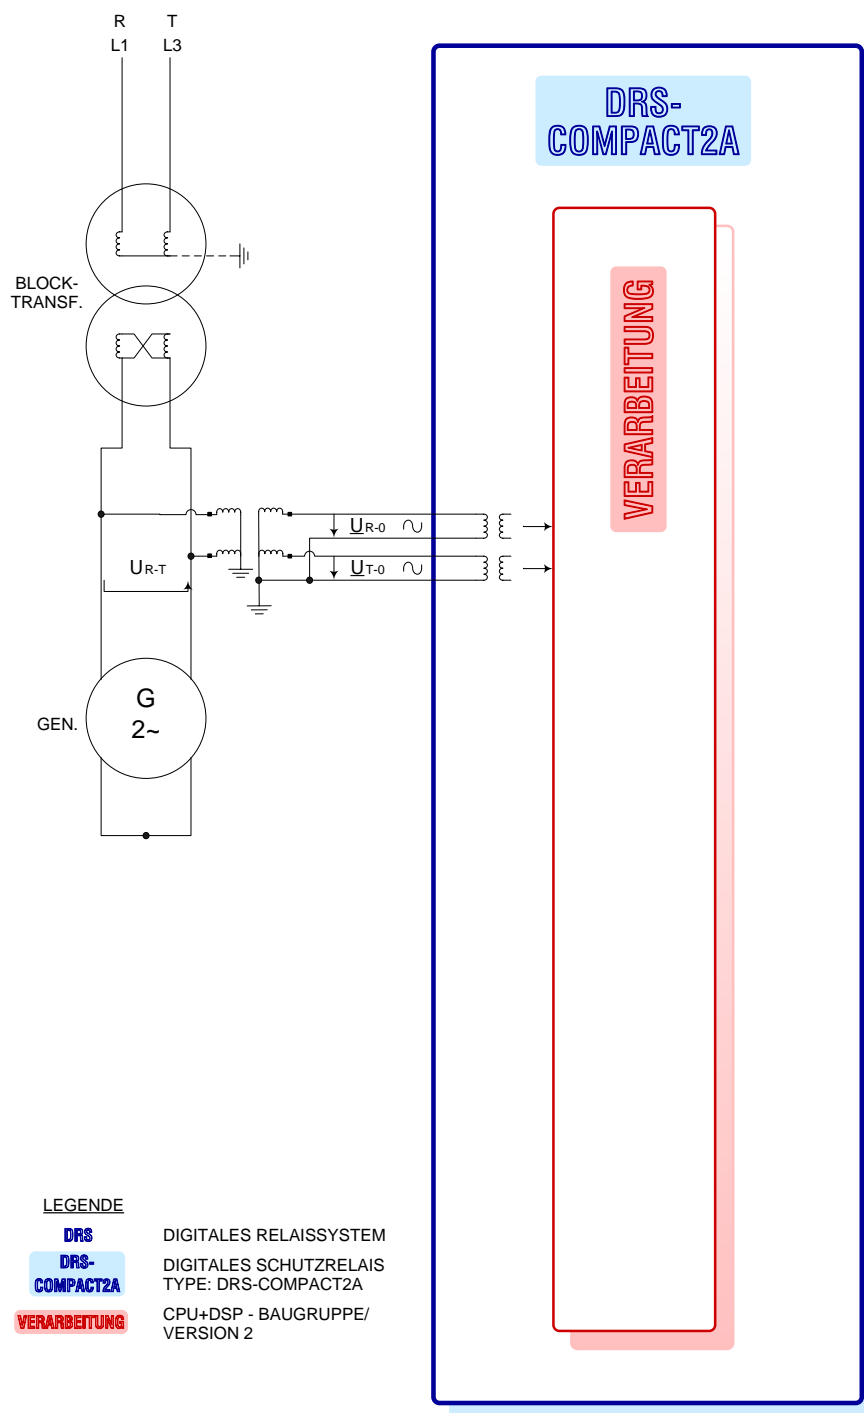 R T
L1 L3
DRS-
COMPACT2A
BLOCK-
TRANSF.
VERARBEITUNG
UR-0
UR-T
UT-0
G
2~
GEN.
LEGENDE
DRS DIGITALES RELAISSYSTEM
DRS-
COMPACT2A
DIGITALES SCHUTZRELAIS
TYPE: DRS-COMPACT2A
VERARBEITUNG
CPU+DSP - BAUGRUPPE/
VERSION 2